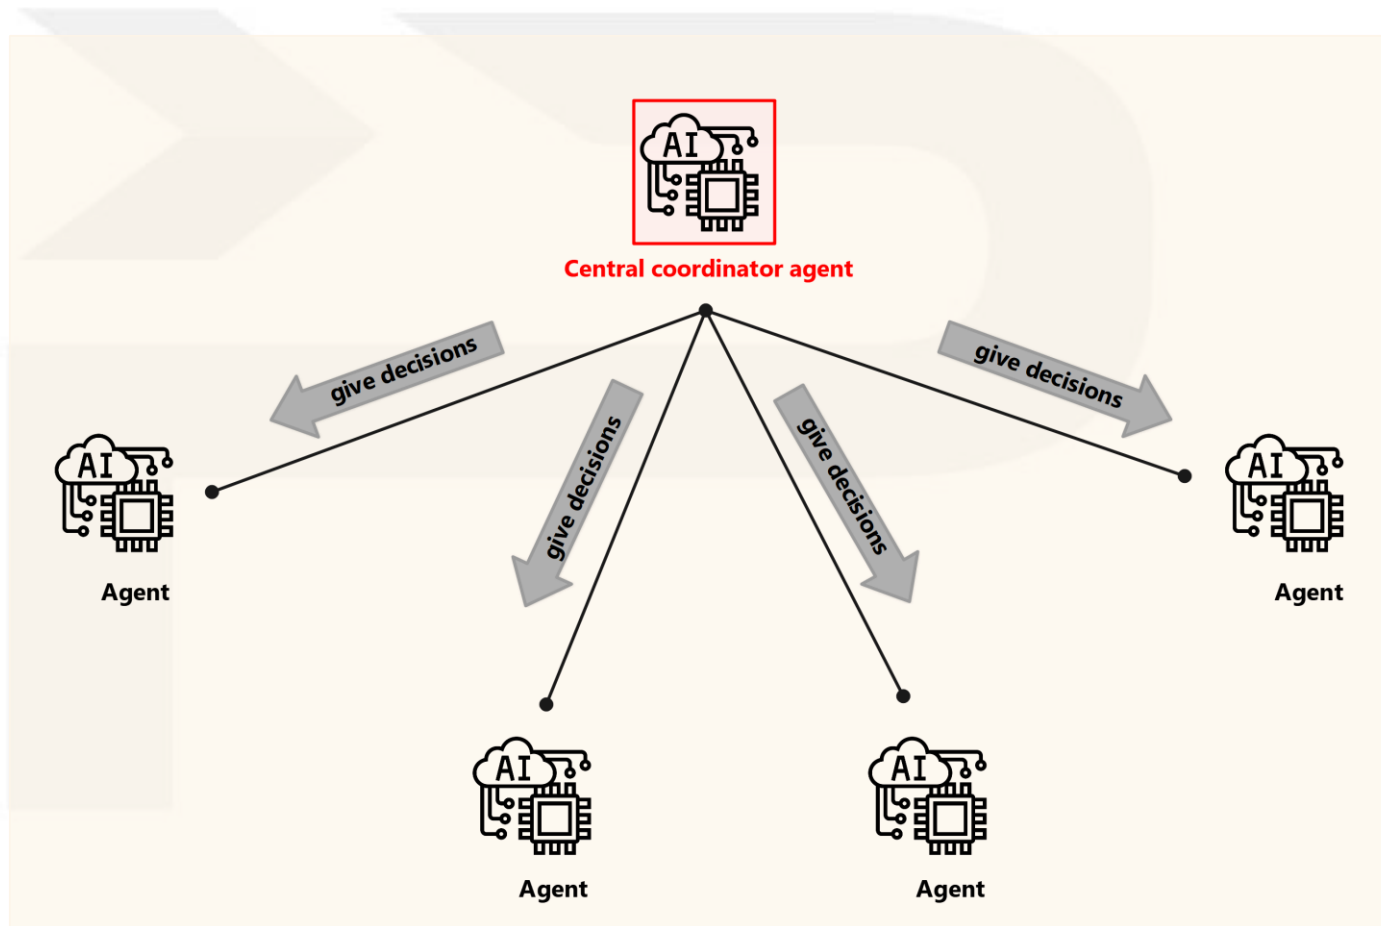 AI
Central coordinator agent
give decisions
give decisions
give decisions
give decisions
AI
Agent
AI
Agent
AI
Agent
AI
Agent